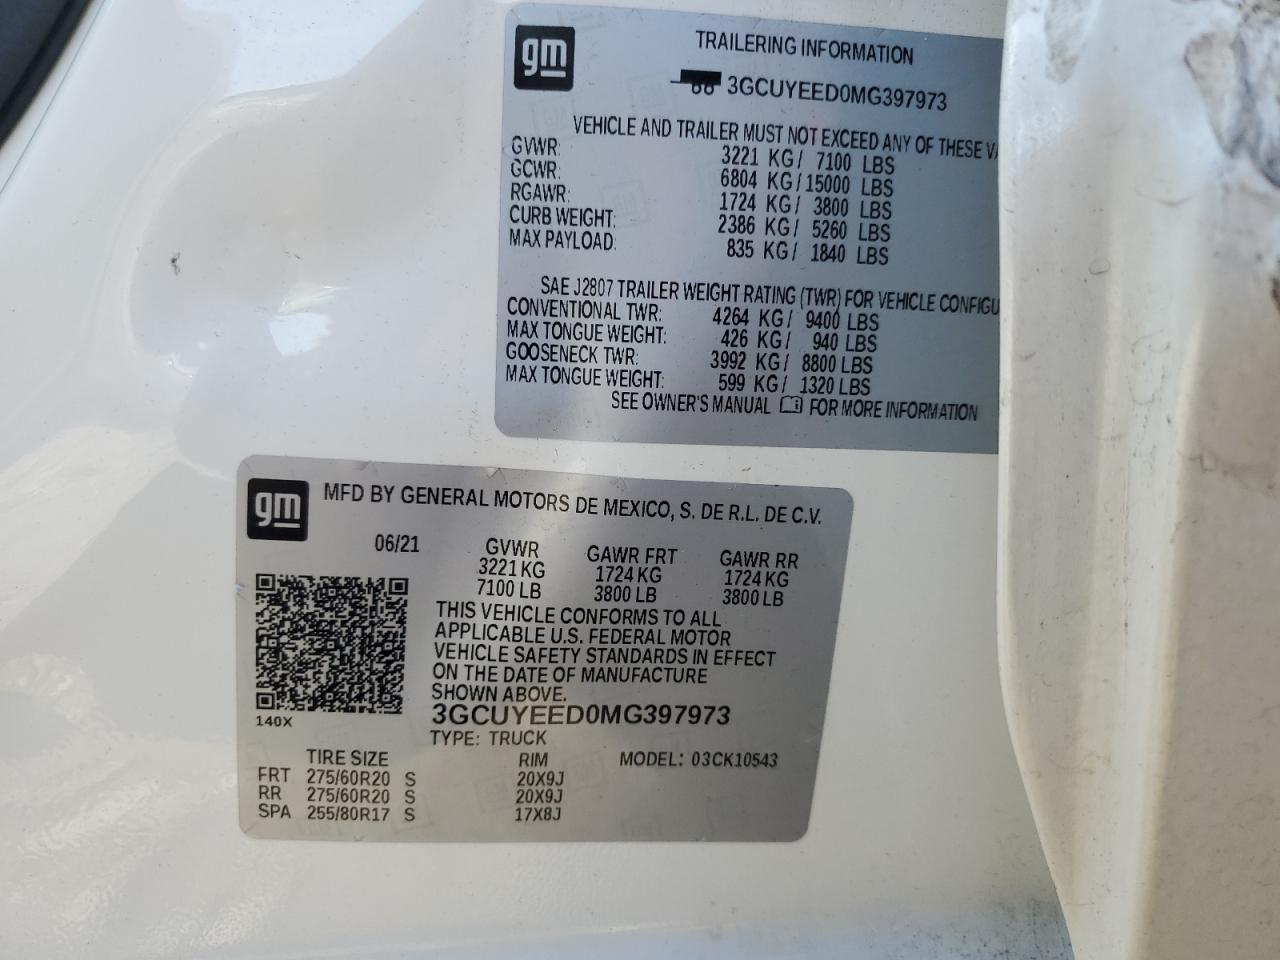 gm
TRAILERING INFORMATION
3GCUYEED0MG397973
VEHICLE AND TRAILER MUST NOT EXCEED ANY OF THESE
GVWR: 3221 KG/ 7100 LBS
GCWR: 6804 KG/15000 LBS
RGAWR: 1724 KG/ 3800 LBS
CURB WEIGHT: 2386 KG/ 5260 LBS
MAX PAYLOAD: 835 KG/ 1840 LBS
SAE J2807 TRAILER WEIGHT RATING (TWR) FOR VEHICLE CONFIGU
CONVENTIONAL TWR: 4264 KG/ 9400 LBS
MAX TONGUE WEIGHT: 426 KG/ 940 LBS
GOOSENECK TWR: 3992 KG/ 8800 LBS
MAX TONGUE WEIGHT: 599 KG/ 1320 LBS
SEE OWNER'S MANUAL FOR MORE INFORMATION
gm
MFD BY GENERAL MOTORS DE MEXICO, S. DE R.L. DE C.V.
06/21 GVWR GAWR FRT GAWR RR
3221 KG 1724 KG 1724 KG
7100 LB 3800 LB 3800 LB
THIS VEHICLE CONFORMS TO ALL
APPLICABLE U.S. FEDERAL MOTOR
VEHICLE SAFETY STANDARDS IN EFFECT
ON THE DATE OF MANUFACTURE
SHOWN ABOVE.
140X
3GCUYEED0MG397973
TYPE: TRUCK
TIRE SIZE RIM MODEL: 03CK10543
FRT 275/60R20 S 20X9J
RR 275/60R20 S 20X9J
SPA 255/80R17 S 17X8J